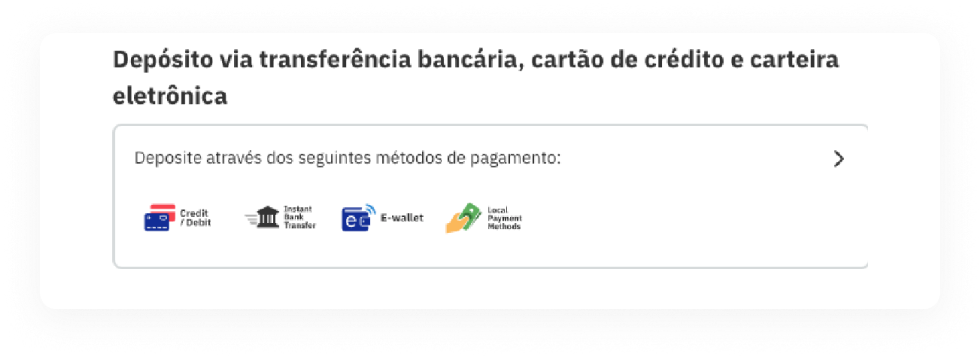 Depósito via transferência bancária, cartão de crédito e carteira
eletrônica
Deposite através dos seguintes métodos de pagamento:
Credit
/ Debit
Instant
Bank
Transfer
E-wallet
Local
Payment
Methods